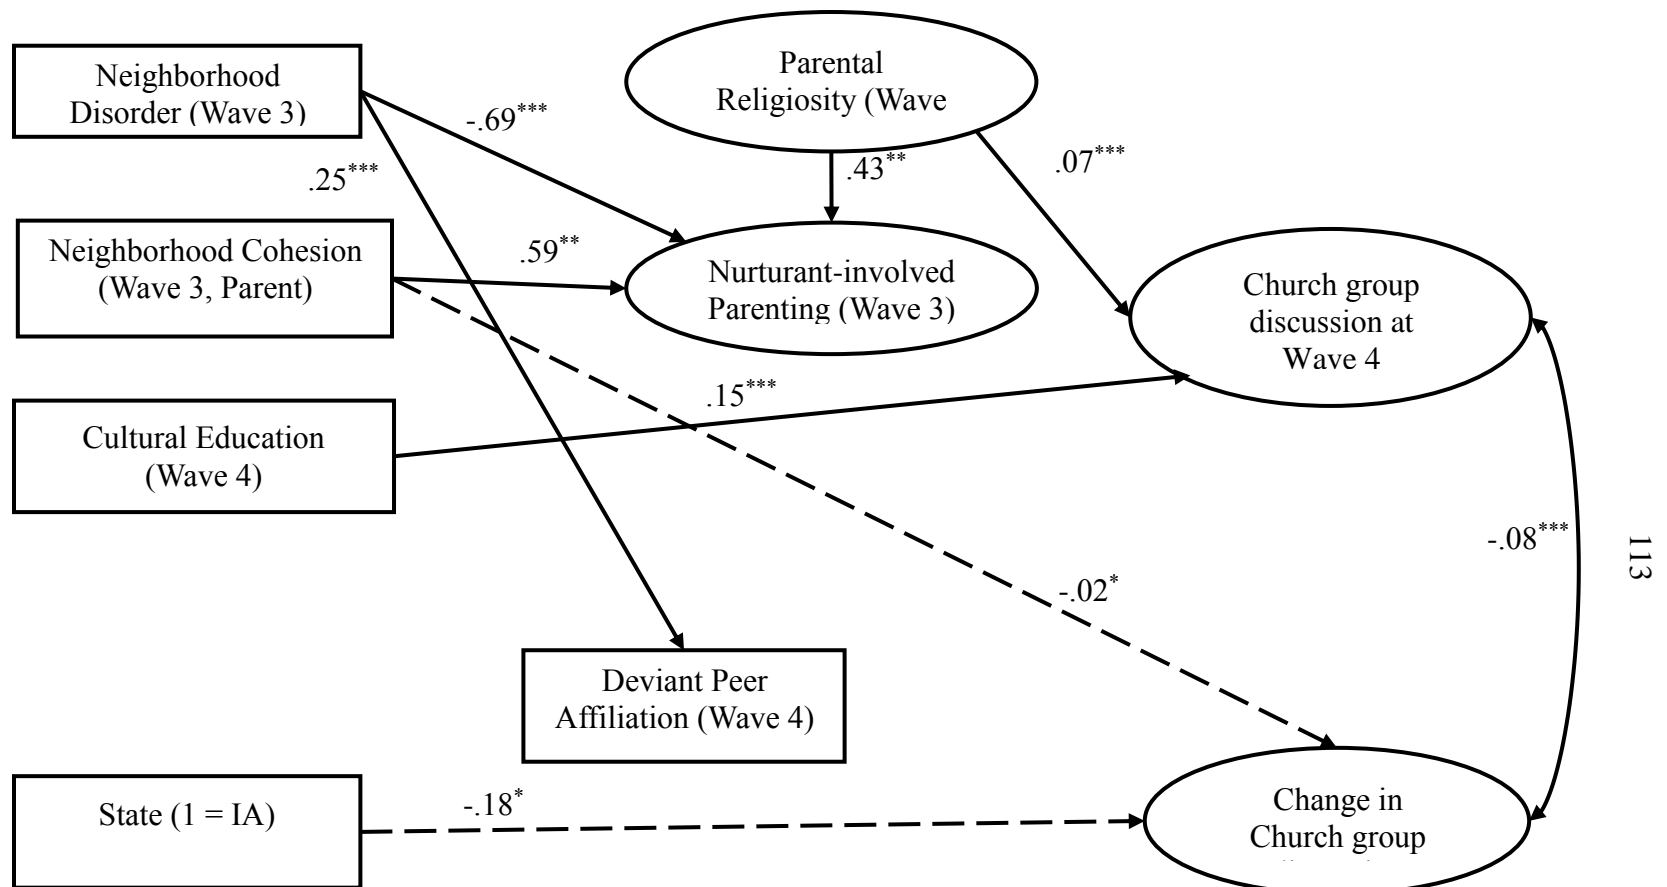 Neighborhood
Disorder (Wave 3)
Parental
Religiosity (Wave
-.69***
.25***
.43**
.07***
Neighborhood Cohesion
(Wave 3, Parent)
.59**
Nurturant-involved
Parenting (Wave 3)
Church group
discussion at
Wave 4
.15***
Cultural Education
(Wave 4)
-.08***
113
-.02*
Deviant Peer
Affiliation (Wave 4)
State (1 = IA)
-.18*
Change in
Church group